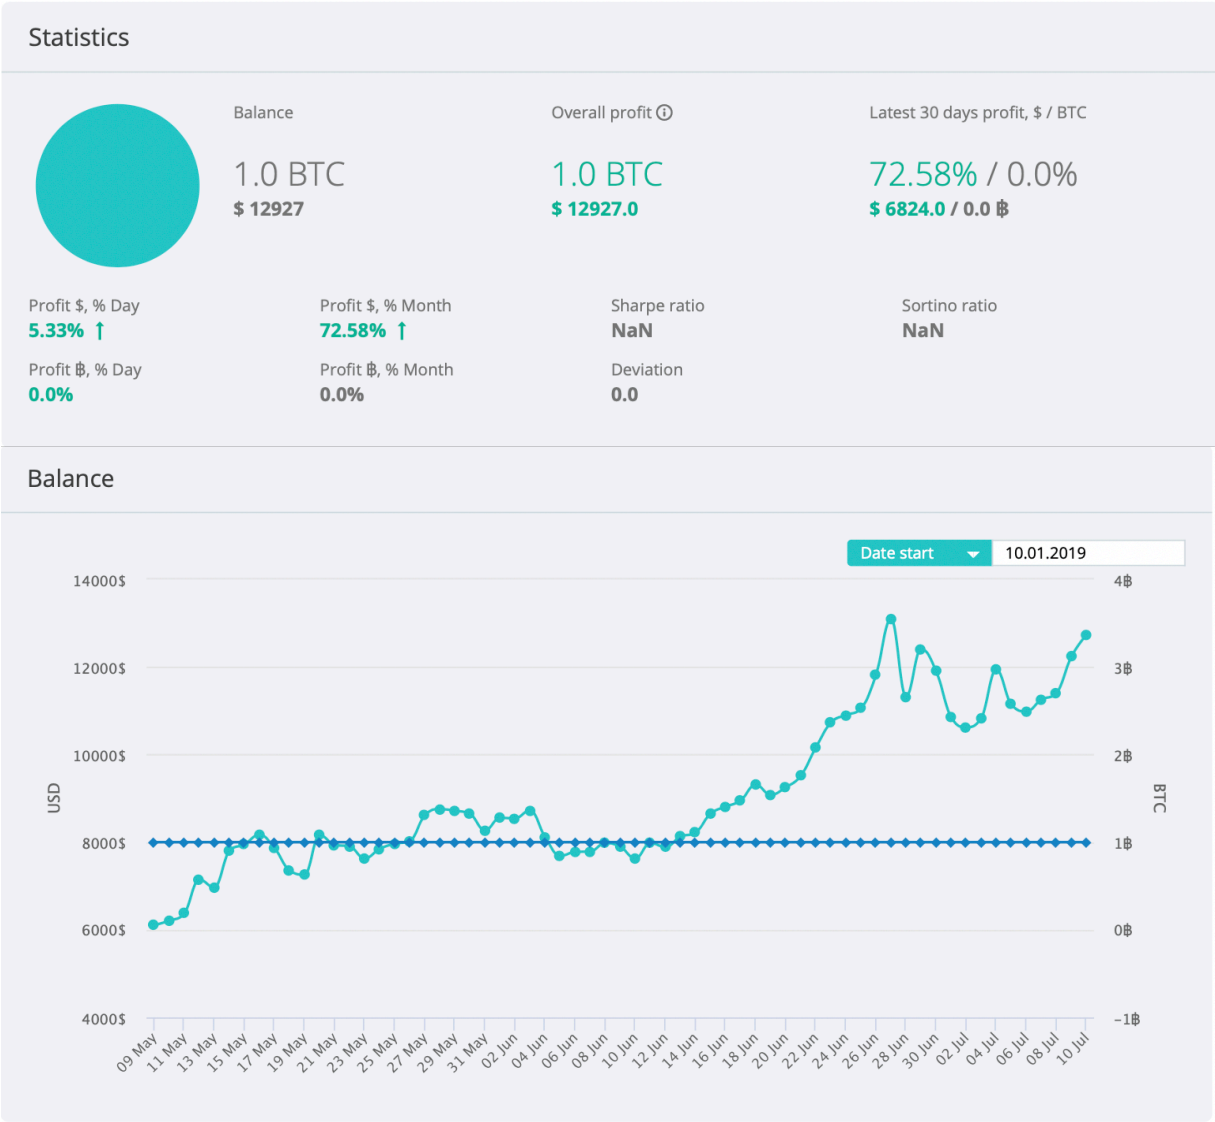 Statistics
Balance
Overall profit
Latest 30 days profit, $ / BTC
1.0 BTC
1.0 BTC
72.58% / 0.0%
$ 12927
$ 12927.0
$ 6824.0 / 0.0 ฿
Profit $, % Day
Profit $, % Month
Sharpe ratio
Sortino ratio
5.33% ↑
72.58% ↑
NaN
NaN
Profit ฿, % Day
Profit ฿, % Month
Deviation
0.0%
0.0%
0.0
Balance
Date start
10.01.2019
14000$
12000$
10000$
8000$
6000$
4000$
USD
4฿
3฿
2฿
1฿
0฿
-1฿
BTC
09 May
11 May
13 May
15 May
17 May
19 May
21 May
23 May
25 May
27 May
29 May
31 May
02 Jun
04 Jun
06 Jun
08 Jun
10 Jun
12 Jun
14 Jun
16 Jun
18 Jun
20 Jun
22 Jun
24 Jun
26 Jun
28 Jun
30 Jun
02 Jul
04 Jul
06 Jul
08 Jul
10 Jul